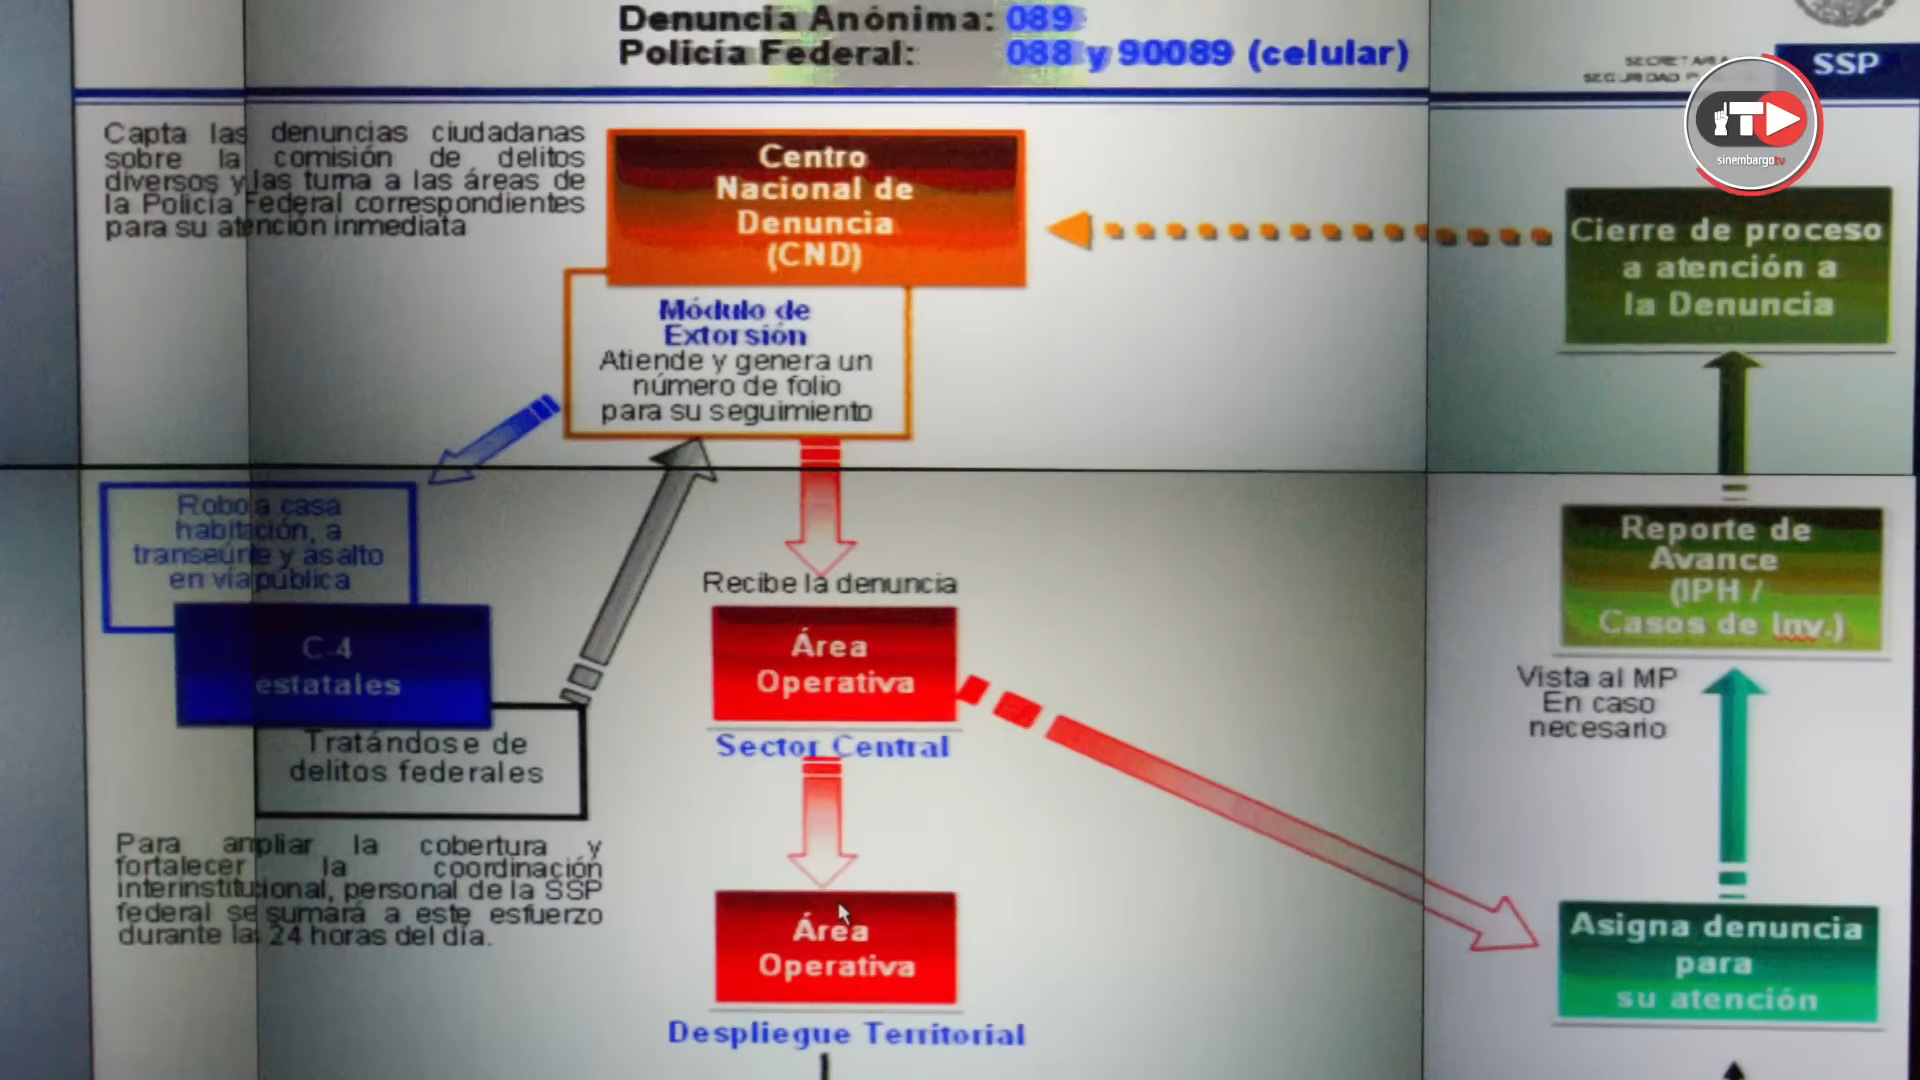 Denuncia Anónima: 089
Policía Federal: 088 y 90089 (celular)
SSP
sinembargotv
Capta las denuncias ciudadanas
sobre la comisión de delitos
diversos y las turna a las áreas de
la Policía Federal correspondientes
para su atención inmediata
Centro
Nacional de
Denuncia
(CND)
Módulo de
Extorsión
Atiende y genera un
número de folio
para su seguimiento
Cierre de proceso
a atención a
la Denuncia
Robo a casa
habitación, a
transeúnte y asalto
en vía pública
C-4
estatales
Tratándose de
delitos federales
Para ampliar la cobertura y
fortalecer la coordinación
interinstitucional, personal de la SSP
federal se sumará a este esfuerzo
durante las 24 horas del día.
Recibe la denuncia
Área
Operativa
Sector Central
Área
Operativa
Despliegue Territorial
Reporte de
Avance
(IPH /
Casos de Inv.)
Vista al MP
En caso
necesario
Asigna denuncia
para
su atención